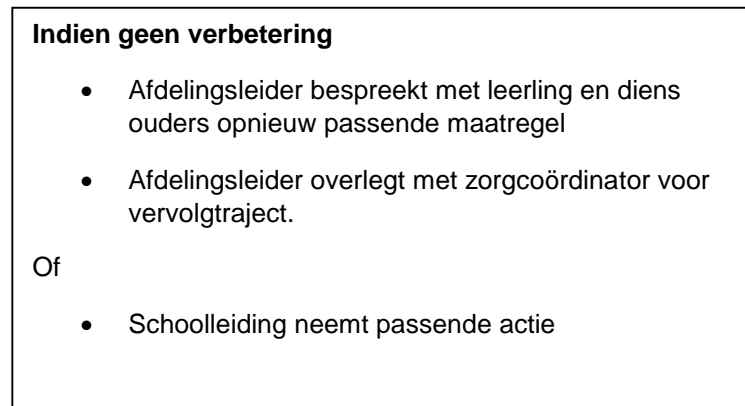 Indien geen verbetering
• Afdelingsleider bespreekt met leerling en diens
ouders opnieuw passende maatregel
• Afdelingsleider overlegt met zorgcoördinator voor
vervolgtraject.
Of
• Schoolleiding neemt passende actie